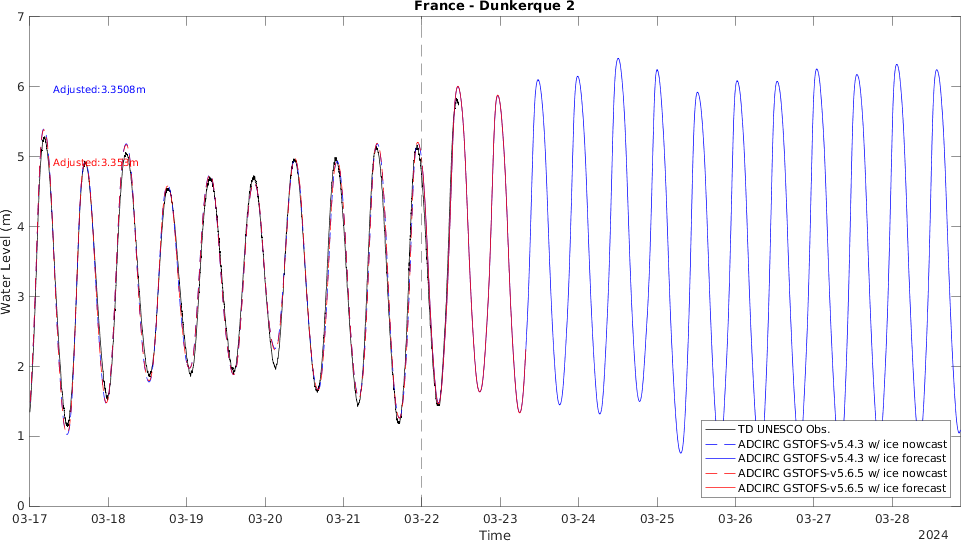 France - Dunkerque 2
7
6
5
4
3
2
1
0
Water Level (m)
Adjusted:3.3508m
Adjusted:3.353m
TD UNESCO Obs.
ADCIRC GSTOFS-v5.4.3 w/ ice nowcast
ADCIRC GSTOFS-v5.4.3 w/ ice forecast
ADCIRC GSTOFS-v5.6.5 w/ ice nowcast
ADCIRC GSTOFS-v5.6.5 w/ ice forecast
03-17 03-18 03-19 03-20 03-21 03-22 03-23 03-24 03-25 03-26 03-27 03-28
Time
2024